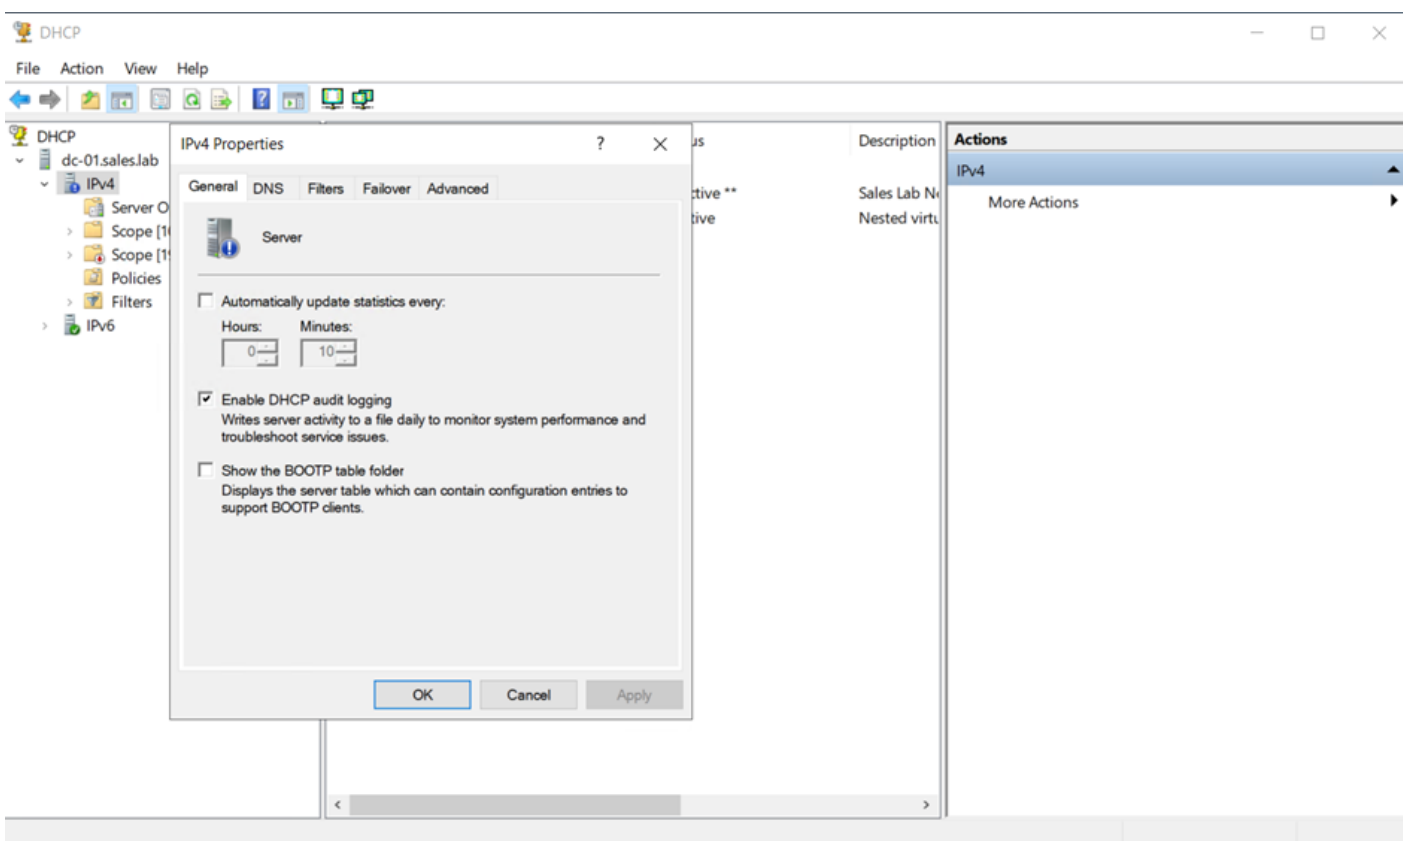 DHCP
File Action View Help
DHCP
dc-01.sales.lab
IPv4
Server O
Scope [1
Scope [1
Policies
Filters
IPv6
IPv4 Properties
General DNS Filters Failover Advanced
Server
Automatically update statistics every:
Hours: Minutes:
0 10
Enable DHCP audit logging
Writes server activity to a file daily to monitor system performance and
troubleshoot service issues.
Show the BOOTP table folder
Displays the server table which can contain configuration entries to
support BOOTP clients.
OK Cancel Apply
us Description
ctive ** Sales Lab N
tive Nested virtu
Actions
IPv4
More Actions